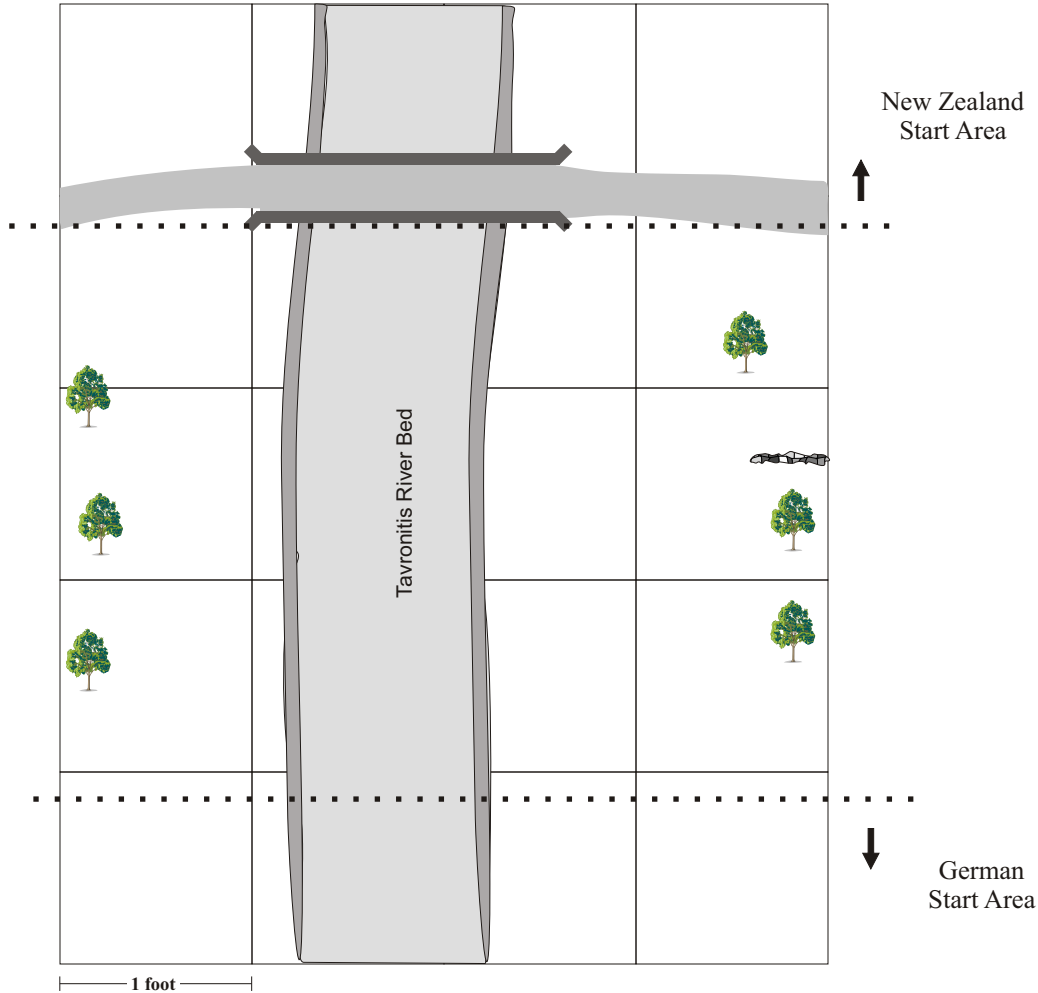 New Zealand
Start Area
Tavronitis River Bed
German
Start Area
1 foot